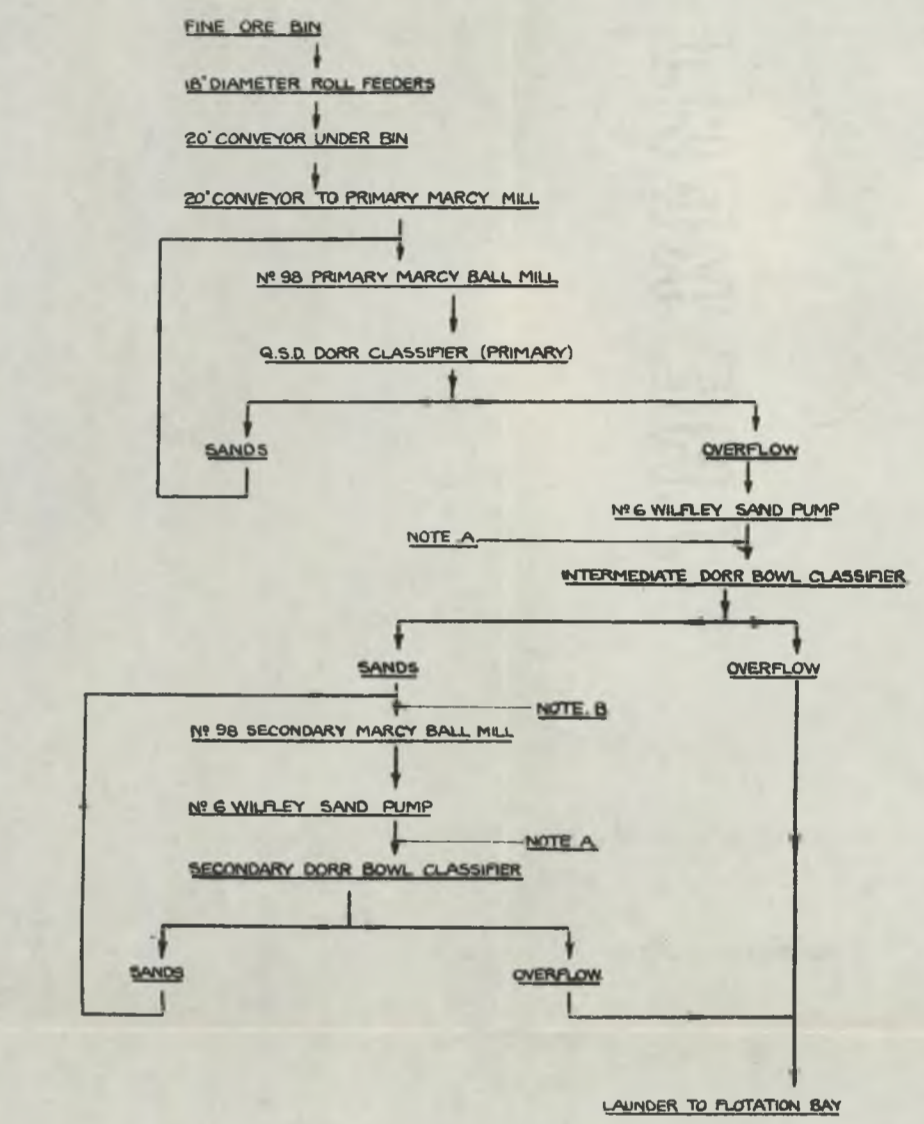 FINE ORE BIN
18" DIAMETER ROLL FEEDERS
20" CONVEYOR UNDER BIN
20" CONVEYOR TO PRIMARY MARCY MILL
Nº 98 PRIMARY MARCY BALL MILL
Q.S.D. DORR CLASSIFIER (PRIMARY)
SANDS
OVERFLOW
Nº 6 WILFLEY SAND PUMP
NOTE A
INTERMEDIATE DORR BOWL CLASSIFIER
SANDS
OVERFLOW
NOTE. B
Nº 98 SECONDARY MARCY BALL MILL
Nº 6 WILFLEY SAND PUMP
NOTE A
SECONDARY DORR BOWL CLASSIFIER
SANDS
OVERFLOW
LAUNDER TO FLOTATION BAY